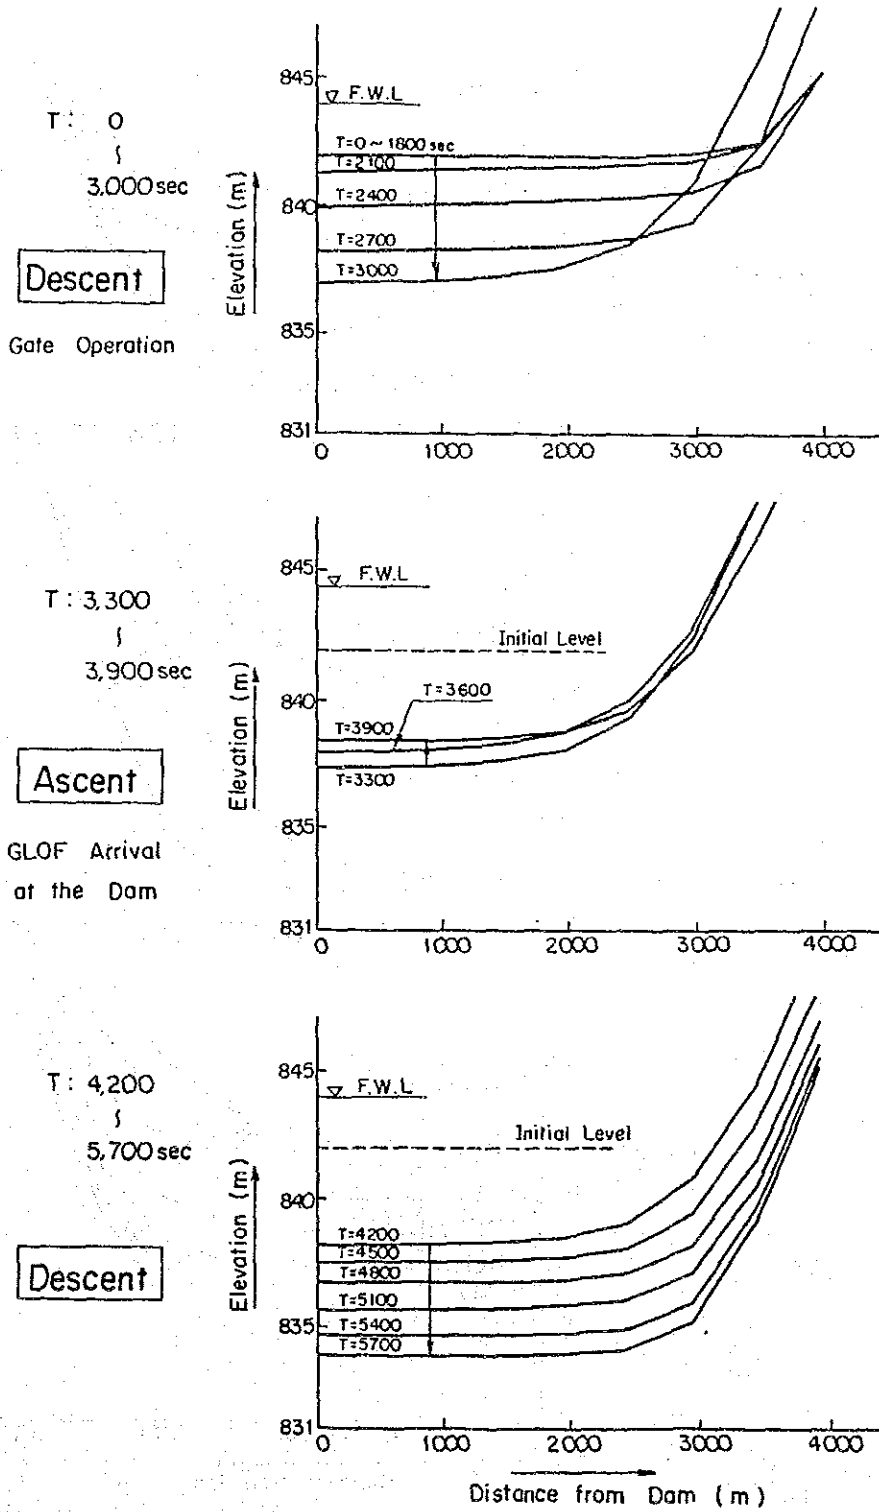 T : 0
∫
3,000 sec
Descent
Gate Operation
Elevation (m)
845
840
835
831
▽ F.W.L
T=0~1800 sec
T=2100
T=2400
T=2700
T=3000
0 1000 2000 3000 4000
T : 3,300
∫
3,900 sec
Ascent
GLOF Arrival
at the Dam
Elevation (m)
845
840
835
831
▽ F.W.L
Initial Level
T=3600
T=3900
T=3300
0 1000 2000 3000 4000
T : 4,200
∫
5,700 sec
Descent
Elevation (m)
845
840
835
831
▽ F.W.L
Initial Level
T=4200
T=4500
T=4800
T=5100
T=5400
T=5700
0 1000 2000 3000 4000
Distance from Dam (m)